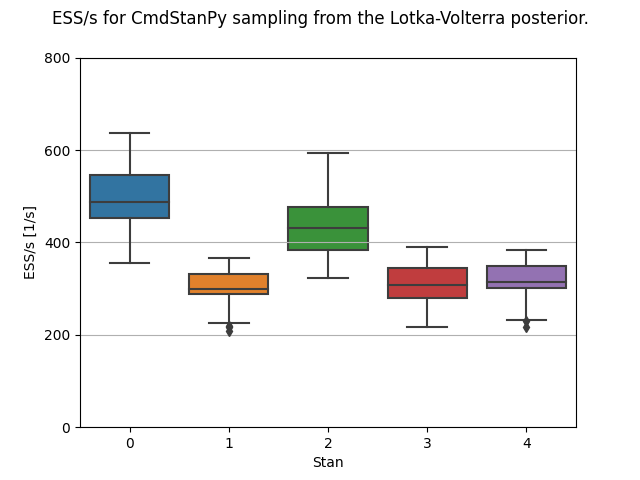 ESS/s for CmdStanPy sampling from the Lotka-Volterra posterior.
800
600
400
200
0
ESS/s [1/s]
0 1 2 3 4
Stan